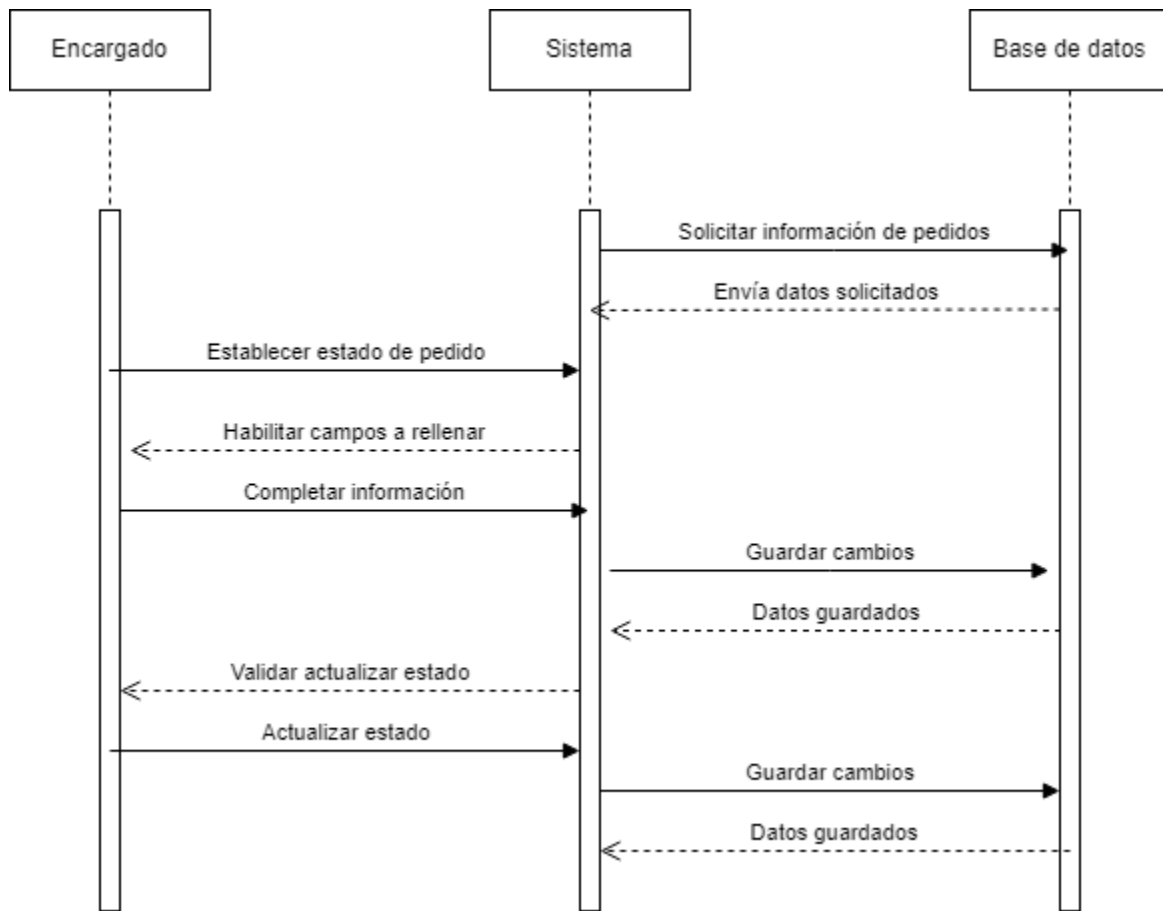 Encargado
Sistema
Base de datos
Solicitar información de pedidos
Envía datos solicitados
Establecer estado de pedido
Habilitar campos a rellenar
Completar información
Guardar cambios
Datos guardados
Validar actualizar estado
Actualizar estado
Guardar cambios
Datos guardados